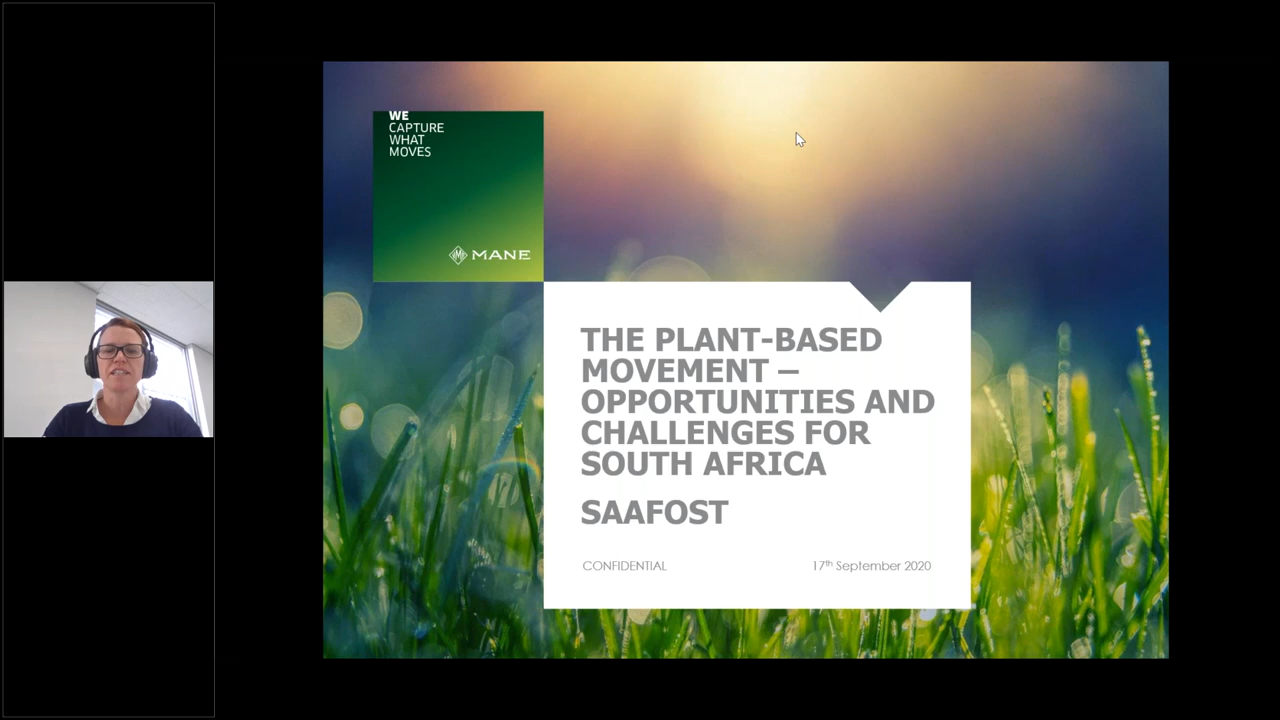 WE
CAPTURE
WHAT
MOVES
MANE
THE PLANT-BASED
MOVEMENT –
OPPORTUNITIES AND
CHALLENGES FOR
SOUTH AFRICA
SAAFOST
CONFIDENTIAL
17th September 2020